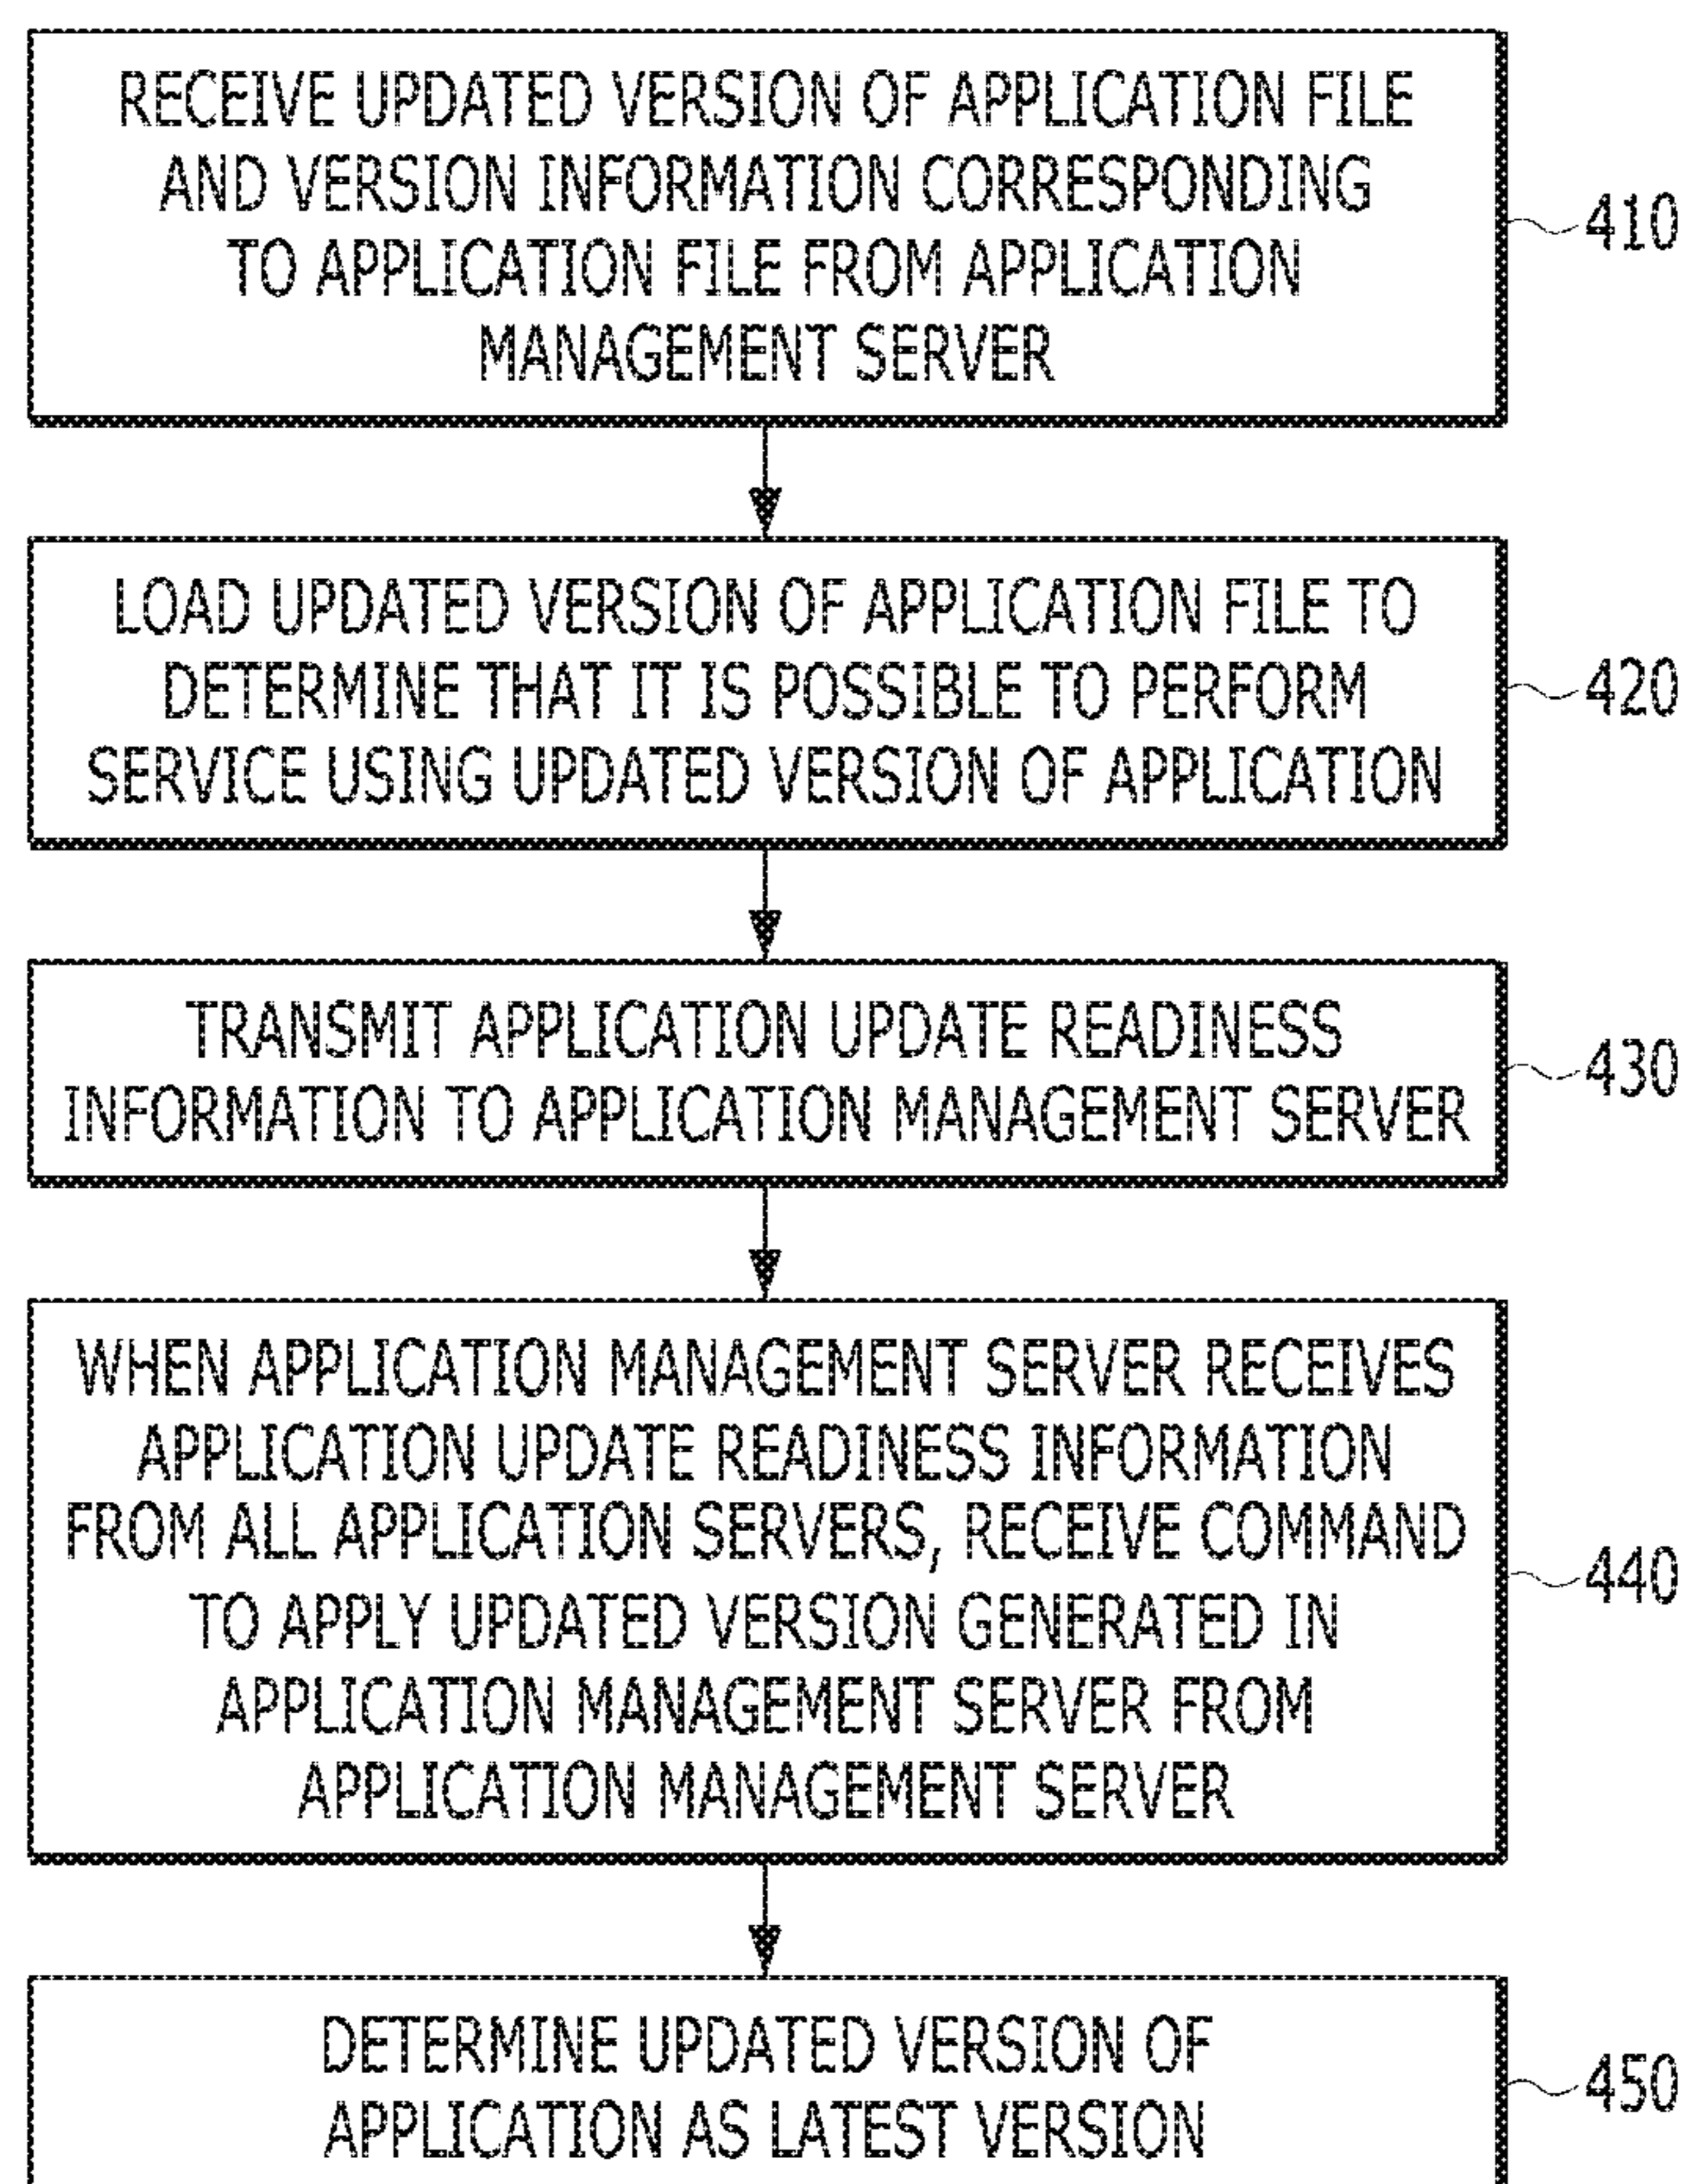 RECEIVE UPDATED VERSION OF APPLICATION FILE
AND VERSION INFORMATION CORRESPONDING
TO APPLICATION FILE FROM APPLICATION
MANAGEMENT SERVER
410
LOAD UPDATED VERSION OF APPLICATION FILE TO
DETERMINE THAT IT IS POSSIBLE TO PERFORM
SERVICE USING UPDATED VERSION OF APPLICATION
420
TRANSMIT APPLICATION UPDATE READINESS
INFORMATION TO APPLICATION MANAGEMENT SERVER
430
WHEN APPLICATION MANAGEMENT SERVER RECEIVES
APPLICATION UPDATE READINESS INFORMATION
FROM ALL APPLICATION SERVERS, RECEIVE COMMAND
TO APPLY UPDATED VERSION GENERATED IN
APPLICATION MANAGEMENT SERVER FROM
APPLICATION MANAGEMENT SERVER
440
DETERMINE UPDATED VERSION OF
APPLICATION AS LATEST VERSION
450